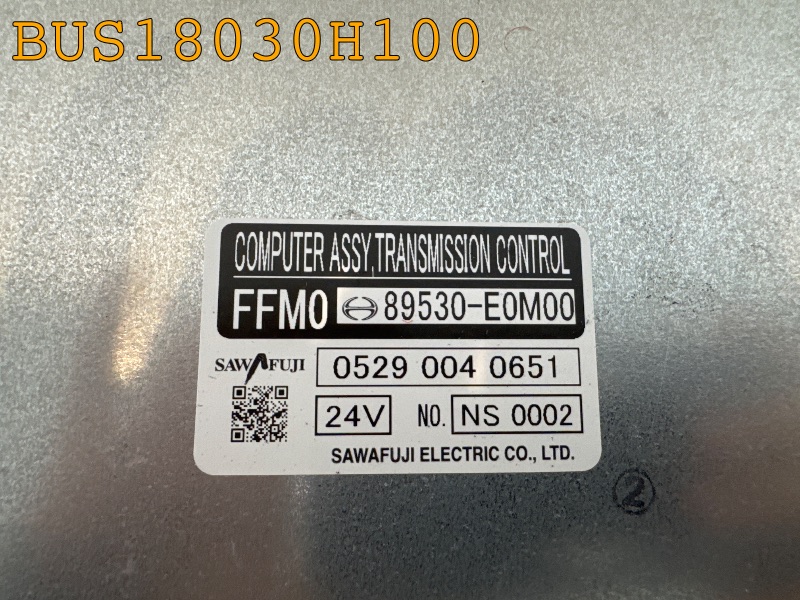 BUS18030H100
COMPUTER ASSY,TRANSMISSION CONTROL
FFM0 89530-E0M00
SAWAFUJI 0529 004 0651
24V NO. NS 0002
SAWAFUJI ELECTRIC CO., LTD.
2